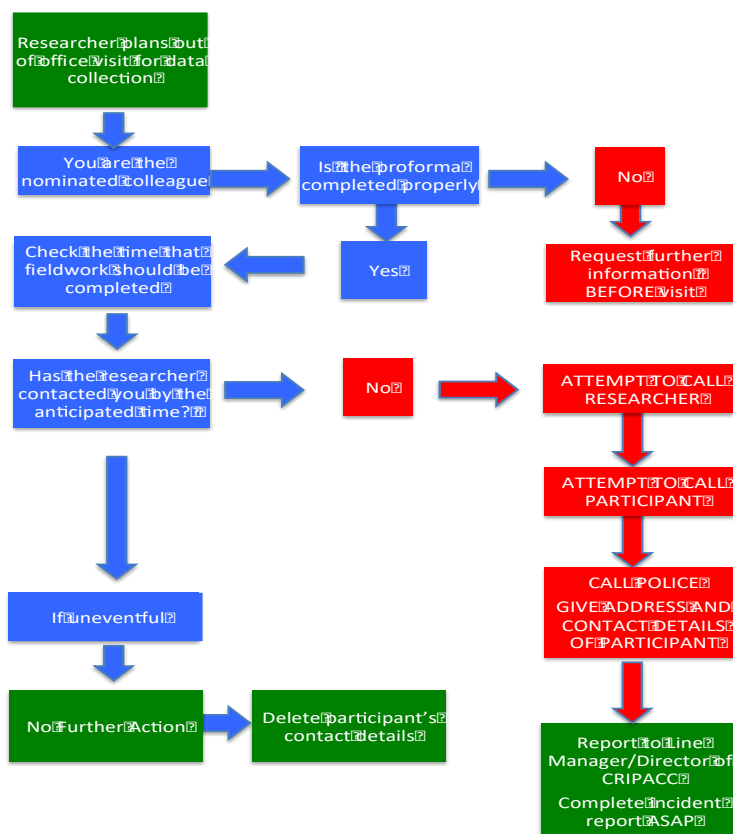 Researcher plans out
of office visit for data
collection
You are the
nominated colleague
Is the proforma
completed properly
No
Check the time that
fieldwork should be
completed
Yes
Request further
information
BEFORE visit
Has the researcher
contacted you by the
anticipated time?
No
ATTEMPT TO CALL
RESEARCHER
ATTEMPT TO CALL
PARTICIPANT
CALL POLICE
GIVE ADDRESS AND
CONTACT DETAILS
OF PARTICIPANT
If uneventful
No Further Action
Delete participant's
contact details
Report to Line
Manager/Director of
CRIPACC
Complete Incident
report ASAP